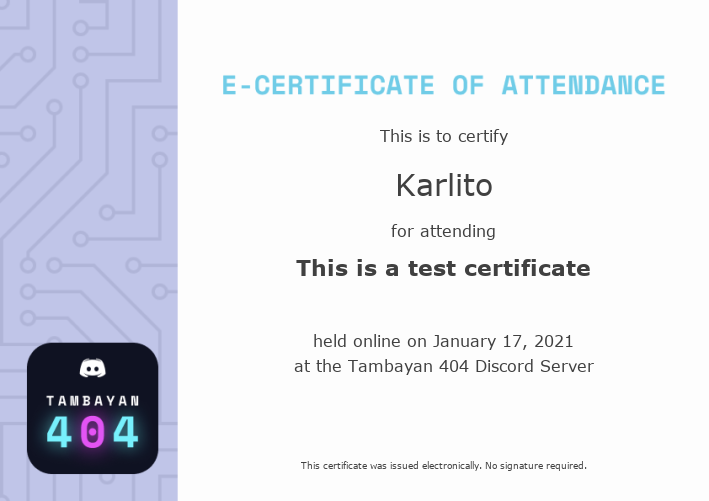 E-CERTIFICATE OF ATTENDANCE
This is to certify
Karlito
for attending
This is a test certificate
held online on January 17, 2021
at the Tambayan 404 Discord Server
TAMBAYAN
404
This certificate was issued electronically. No signature required.